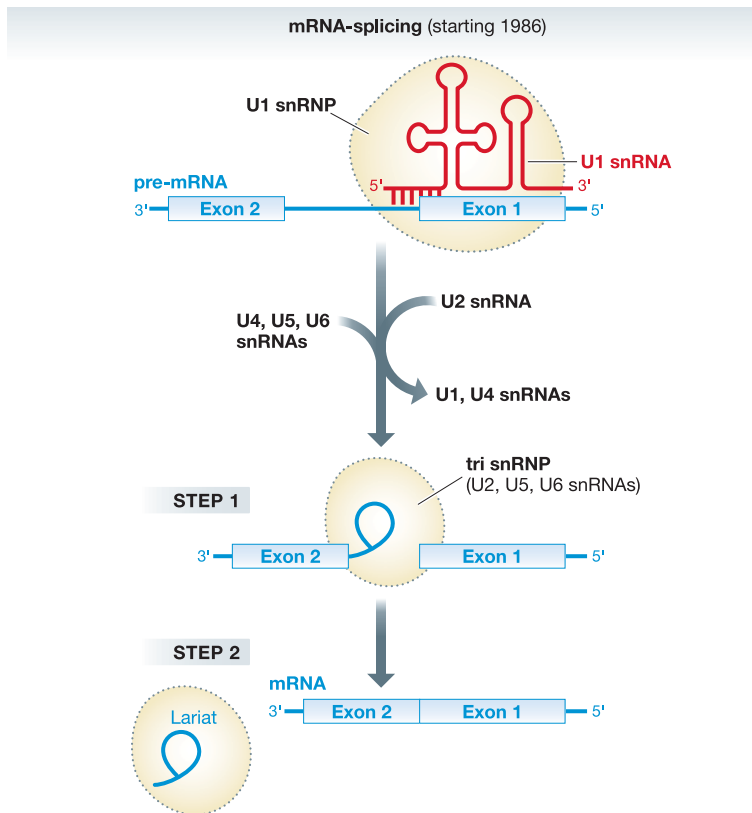 mRNA-splicing (starting 1986)
U1 snRNP
U1 snRNA
pre-mRNA
5'
3'
3'
Exon 2
Exon 1
5'
U2 snRNA
U4, U5, U6
snRNAs
U1, U4 snRNAs
tri snRNP
(U2, U5, U6 snRNAs)
STEP 1
3'
Exon 2
Exon 1
5'
STEP 2
mRNA
3'
Exon 2
Exon 1
5'
Lariat